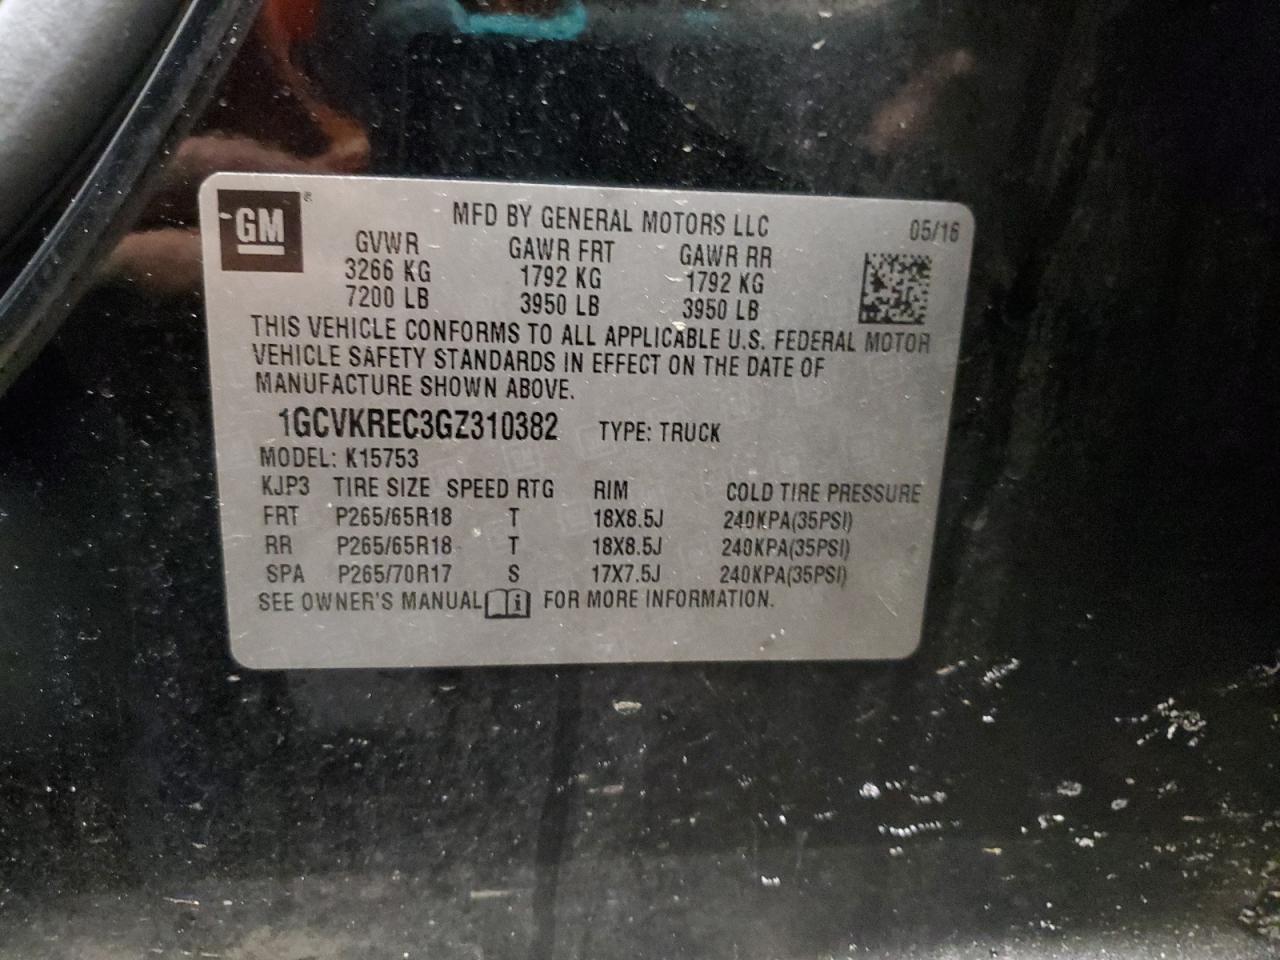 GM ®
MFD BY GENERAL MOTORS LLC 05/16
GVWR GAWR FRT GAWR RR
3266 KG 1792 KG 1792 KG
7200 LB 3950 LB 3950 LB
THIS VEHICLE CONFORMS TO ALL APPLICABLE U.S. FEDERAL MOTOR
VEHICLE SAFETY STANDARDS IN EFFECT ON THE DATE OF
MANUFACTURE SHOWN ABOVE.
1GCVKREC3GZ310382 TYPE: TRUCK
MODEL: K15753
KJP3 TIRE SIZE SPEED RTG RIM COLD TIRE PRESSURE
FRT P265/65R18 T 18X8.5J 240KPA(35PSI)
RR P265/65R18 T 18X8.5J 240KPA(35PSI)
SPA P265/70R17 S 17X7.5J 240KPA(35PSI)
SEE OWNER'S MANUAL i FOR MORE INFORMATION.